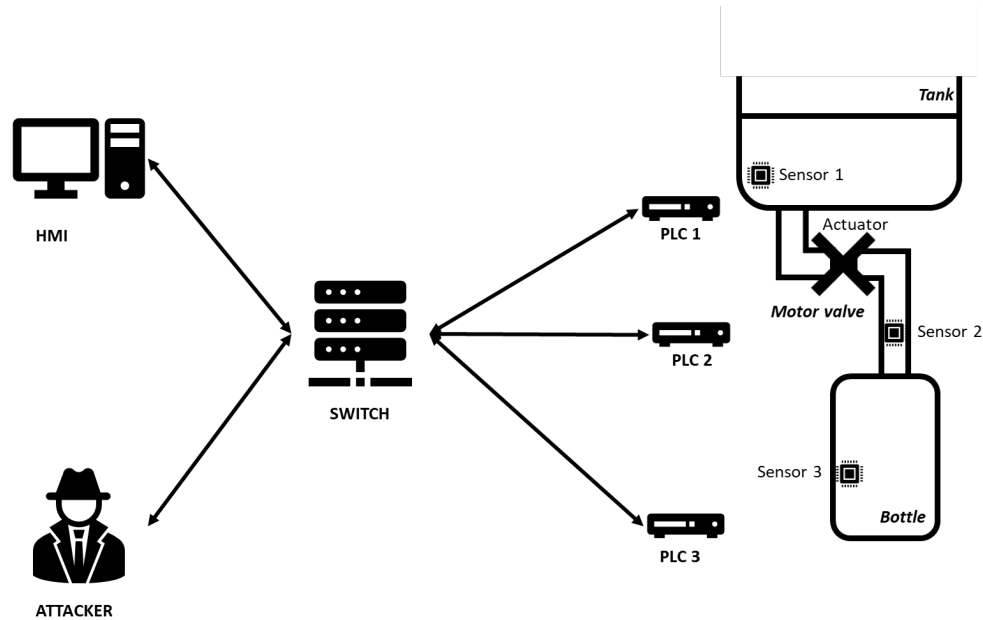 Tank
Sensor 1
HMI
PLC 1
Actuator
Motor valve
Sensor 2
PLC 2
SWITCH
Sensor 3
Bottle
PLC 3
ATTACKER